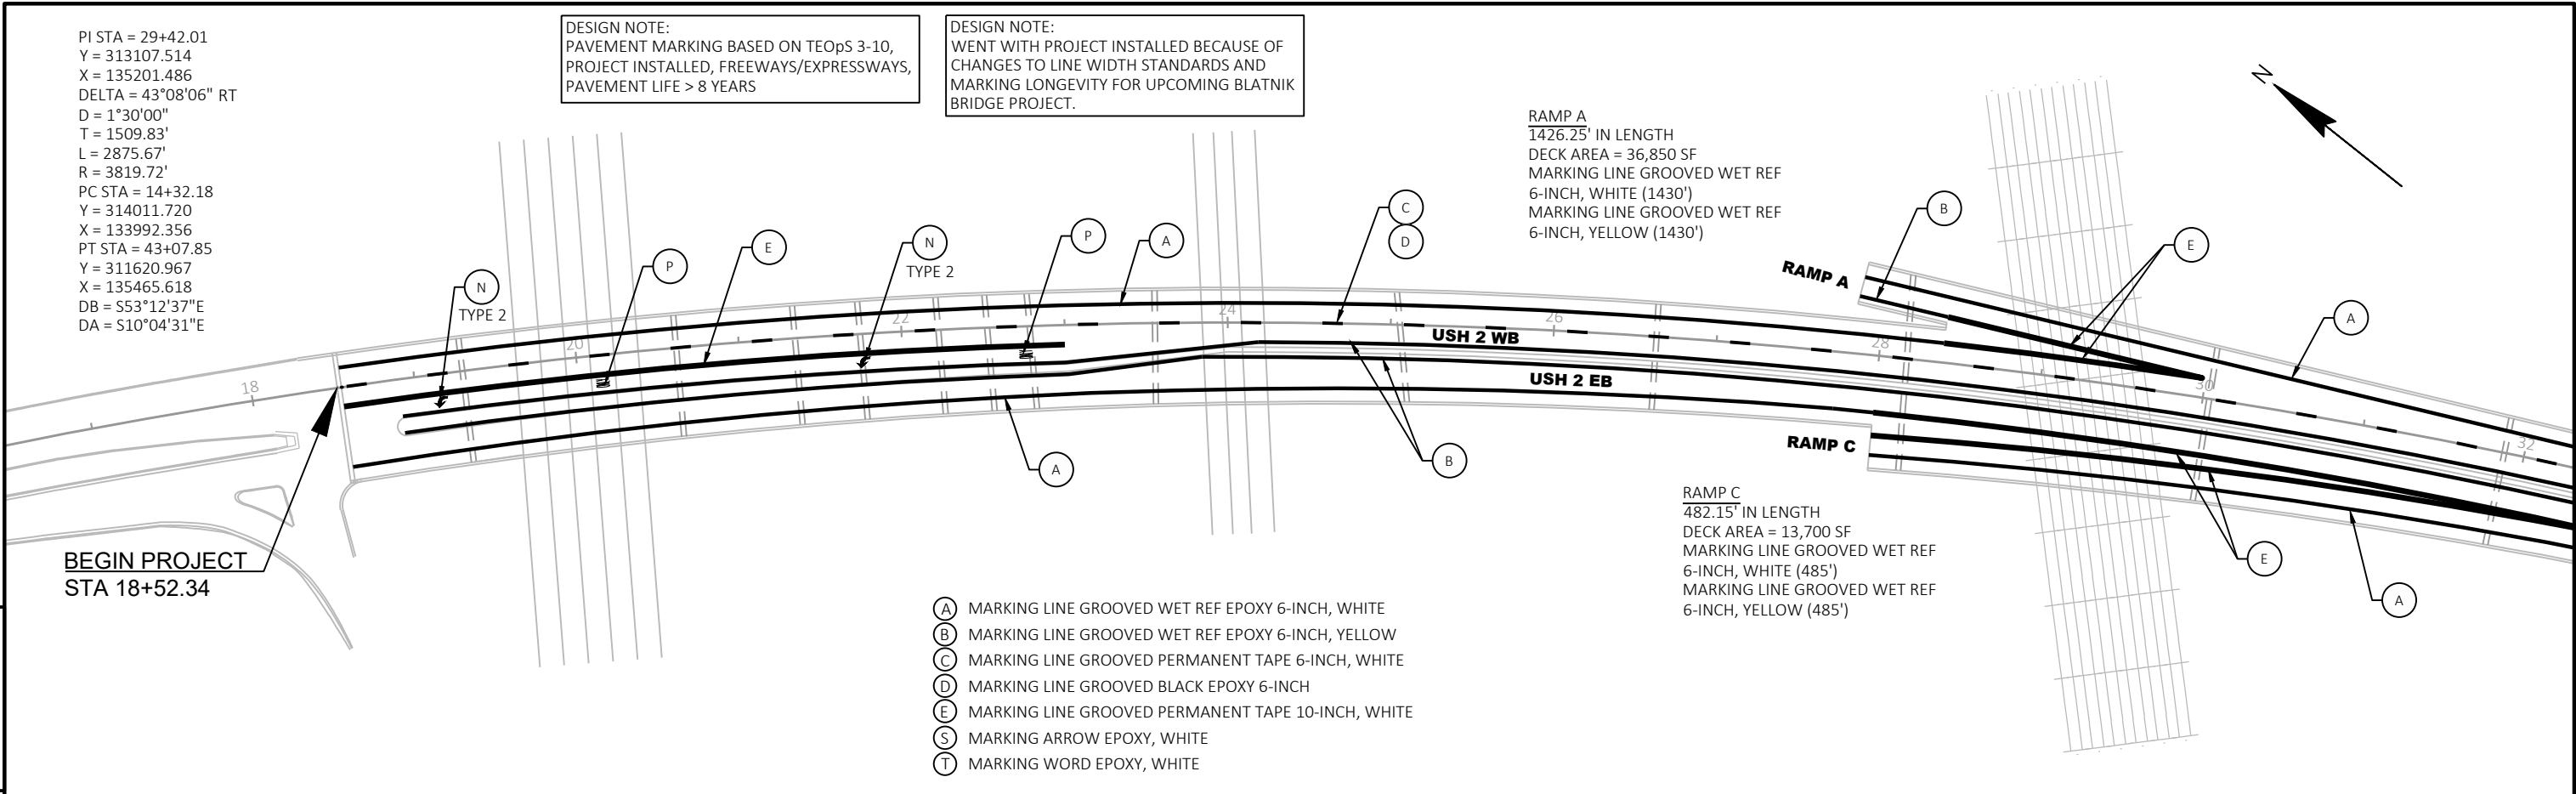 PI STA = 29+42.01
Y = 313107.514
X = 135201.486
DELTA = 43°08'06" RT
D = 1°30'00"
T = 1509.83'
L = 2875.67'
R = 3819.72'
PC STA = 14+32.18
Y = 314011.720
X = 133992.356
PT STA = 43+07.85
Y = 311620.967
X = 135465.618
DB = S53°12'37"E
DA = S10°04'31"E
DESIGN NOTE:
PAVEMENT MARKING BASED ON TEOpS 3-10,
PROJECT INSTALLED, FREEWAYS/EXPRESSWAYS,
PAVEMENT LIFE > 8 YEARS
DESIGN NOTE:
WENT WITH PROJECT INSTALLED BECAUSE OF
CHANGES TO LINE WIDTH STANDARDS AND
MARKING LONGEVITY FOR UPCOMING BLATNIK
BRIDGE PROJECT.
N
RAMP A
1426.25' IN LENGTH
DECK AREA = 36,850 SF
MARKING LINE GROOVED WET REF
6-INCH, WHITE (1430')
MARKING LINE GROOVED WET REF
6-INCH, YELLOW (1430')
N
TYPE 2
P
E
N
TYPE 2
P
A
C
D
B
E
A
RAMP A
18
20
22
24
26
28
30
32
USH 2 WB
USH 2 EB
RAMP C
A
B
E
A
RAMP C
482.15' IN LENGTH
DECK AREA = 13,700 SF
MARKING LINE GROOVED WET REF
6-INCH, WHITE (485')
MARKING LINE GROOVED WET REF
6-INCH, YELLOW (485')
BEGIN PROJECT
STA 18+52.34
A MARKING LINE GROOVED WET REF EPOXY 6-INCH, WHITE
B MARKING LINE GROOVED WET REF EPOXY 6-INCH, YELLOW
C MARKING LINE GROOVED PERMANENT TAPE 6-INCH, WHITE
D MARKING LINE GROOVED BLACK EPOXY 6-INCH
E MARKING LINE GROOVED PERMANENT TAPE 10-INCH, WHITE
S MARKING ARROW EPOXY, WHITE
T MARKING WORD EPOXY, WHITE